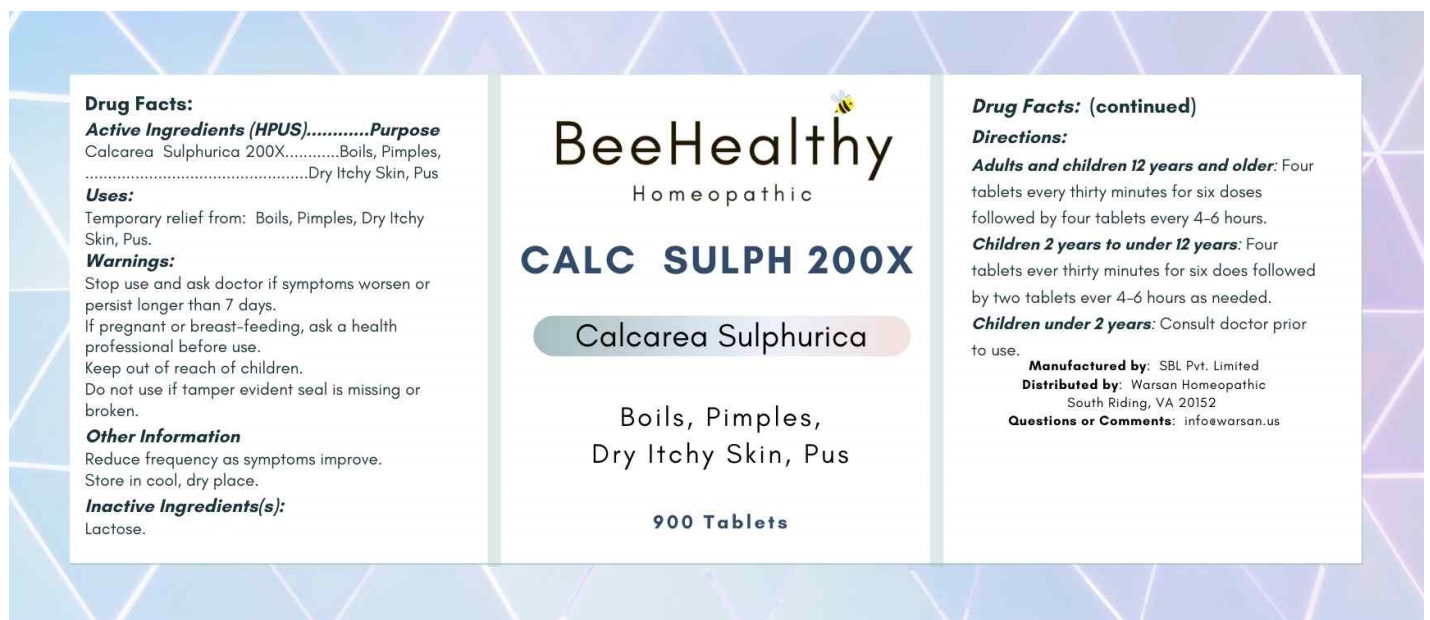 Drug Facts:
Active Ingredients (HPUS)............Purpose
Calcarea Sulphurica 200X............Boils, Pimples,
.................................................Dry Itchy Skin, Pus
Uses:
Temporary relief from: Boils, Pimples, Dry Itchy
Skin, Pus.
Warnings:
Stop use and ask doctor if symptoms worsen or
persist longer than 7 days.
If pregnant or breast-feeding, ask a health
professional before use.
Keep out of reach of children.
Do not use if tamper evident seal is missing or
broken.
Other Information
Reduce frequency as symptoms improve.
Store in cool, dry place.
Inactive Ingredients(s):
Lactose.
BeeHealthy
Homeopathic
CALC SULPH 200X
Calcarea Sulphurica
Boils, Pimples,
Dry Itchy Skin, Pus
900 Tablets
Drug Facts: (continued)
Directions:
Adults and children 12 years and older: Four
tablets every thirty minutes for six doses
followed by four tablets every 4-6 hours.
Children 2 years to under 12 years: Four
tablets ever thirty minutes for six does followed
by two tablets ever 4-6 hours as needed.
Children under 2 years: Consult doctor prior
to use.
Manufactured by: SBL Pvt. Limited
Distributed by: Warsan Homeopathic
South Riding, VA 20152
Questions or Comments: info@warsan.us